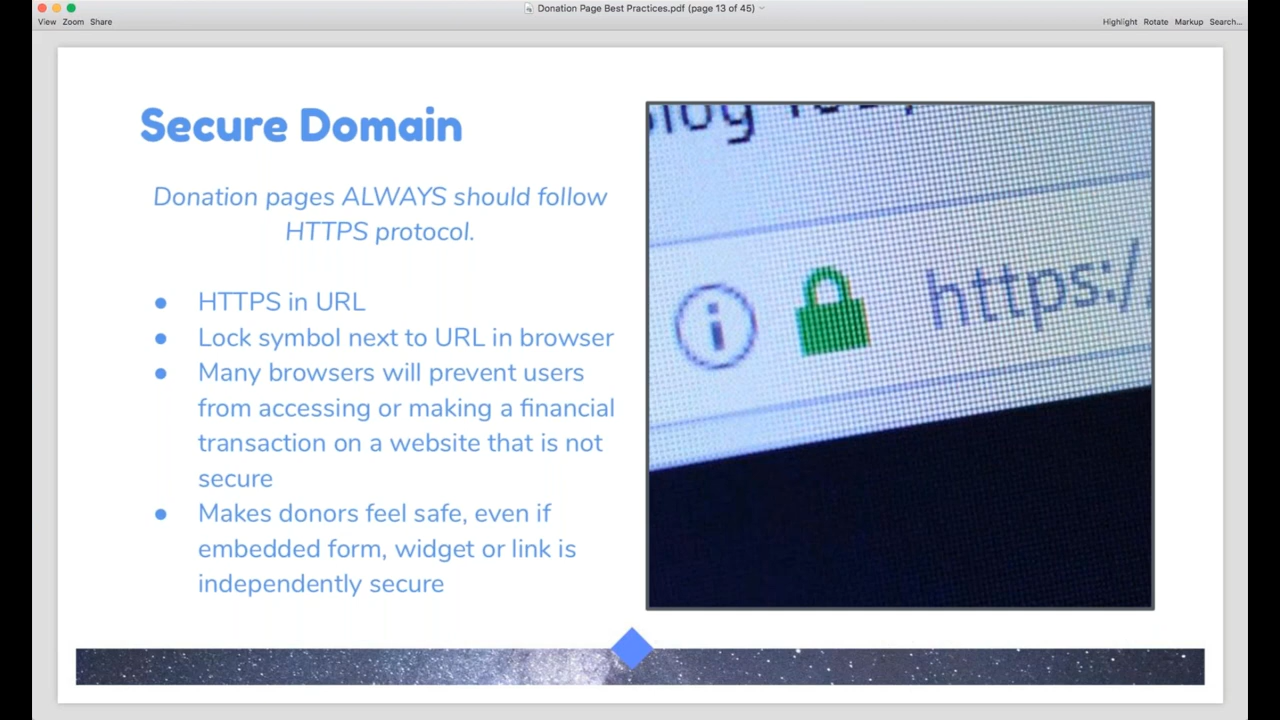 Donation Page Best Practices.pdf (page 13 of 45)
View Zoom Share
Highlight Rotate Markup Search...
Secure Domain
Donation pages ALWAYS should follow
HTTPS protocol.
● HTTPS in URL
● Lock symbol next to URL in browser
● Many browsers will prevent users
from accessing or making a financial
transaction on a website that is not
secure
● Makes donors feel safe, even if
embedded form, widget or link is
independently secure
https:/